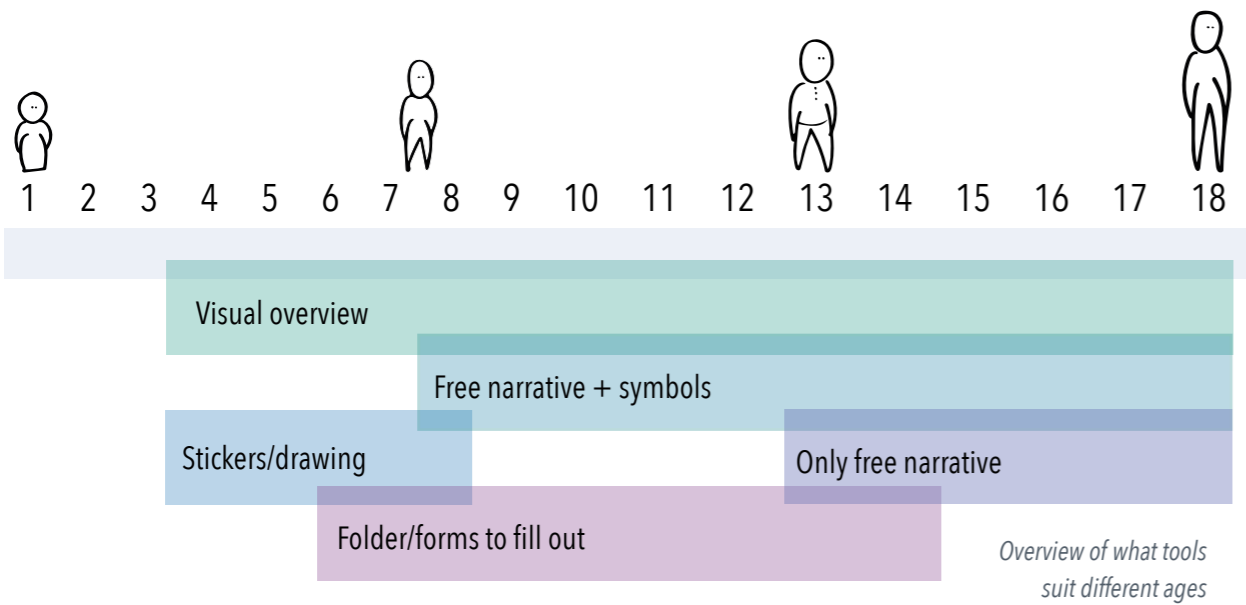 1 2 3 4 5 6 7 8 9 10 11 12 13 14 15 16 17 18
Visual overview
Free narrative + symbols
Stickers/drawing
Only free narrative
Folder/forms to fill out
Overview of what tools
suit different ages